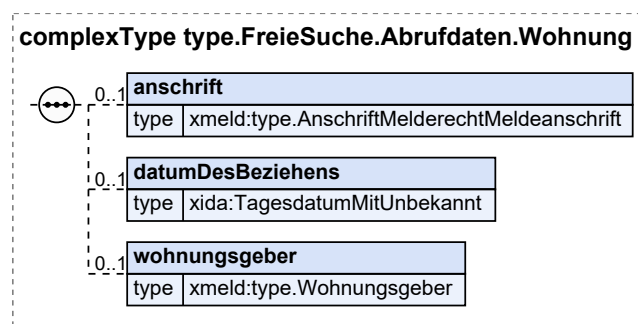 complexType type.FreieSuche.Abrufdaten.Wohnung
0..1
anschrift
type xmeld:type.AnschriftMelderechtMeldeanschrift
0..1
datumDesBeziehens
type xida:TagesdatumMitUnbekannt
0..1
wohnungsgeber
type xmeld:type.Wohnungsgeber